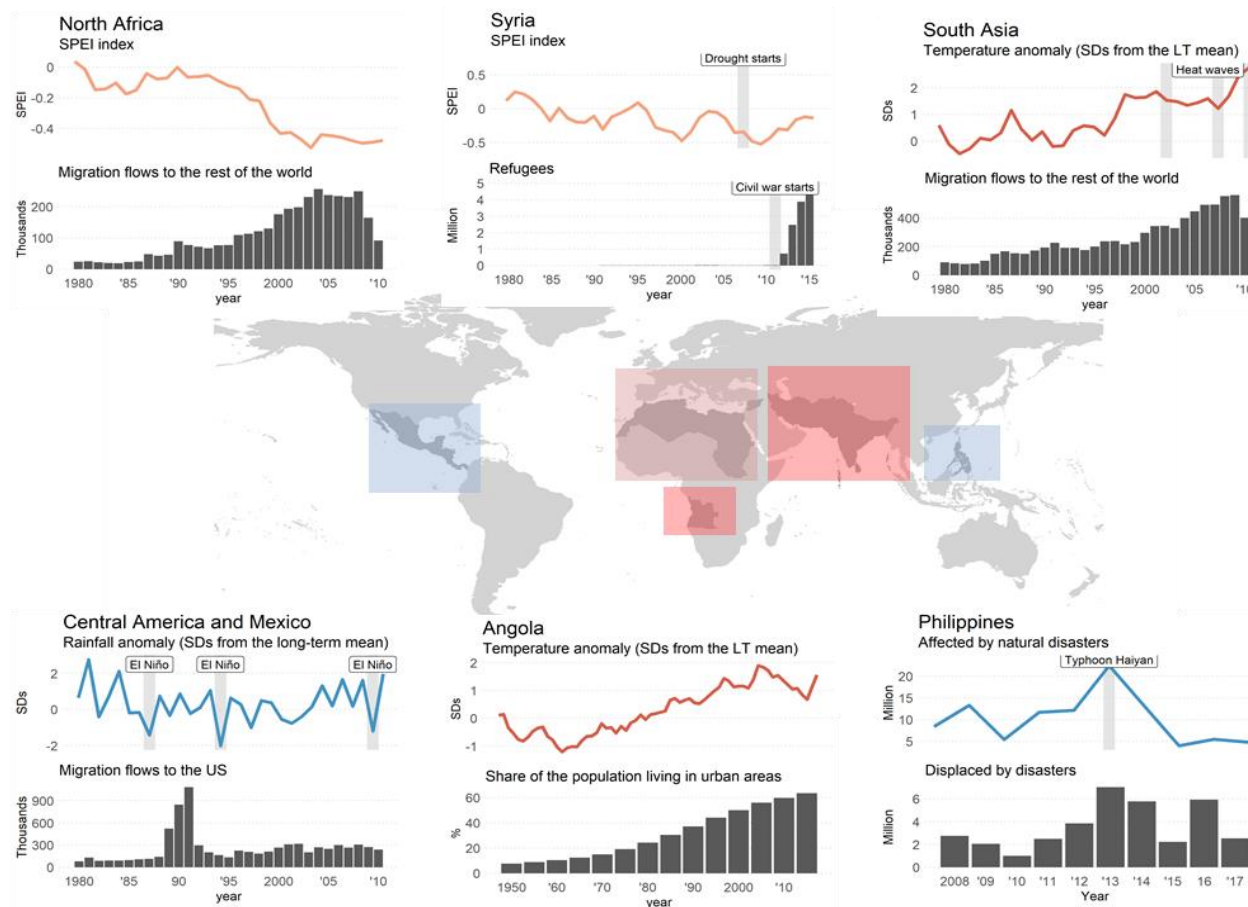 North Africa
SPEI index
0
-0.2
-0.4
SPEI
Migration flows to the rest of the world
200
100
0
Thousands
1980 '85 '90 '95 2000 '05 '10
year
Syria
SPEI index
Drought starts
0.5
0
-0.5
SPEI
Refugees
Civil war starts
5
4
3
2
1
0
Million
1980 '85 '90 '95 2000 '05 '10 '15
year
South Asia
Temperature anomaly (SDs from the LT mean)
Heat waves
2
1
0
SDs
Migration flows to the rest of the world
400
200
0
Thousands
1980 '85 '90 '95 2000 '05 '10
year
Central America and Mexico
Rainfall anomaly (SDs from the long-term mean)
El Niño El Niño El Niño
2
0
-2
SDs
Migration flows to the US
900
600
300
0
Thousands
1980 '85 90 '95 2000 '05 '10
year
Angola
Temperature anomaly (SDs from the LT mean)
2
1
0
-1
SDs
Share of the population living in urban areas
60
40
20
0
%
1950 '60 '70 '80 '90 2000 '10
year
Philippines
Affected by natural disasters
Typhoon Haiyan
20
15
10
5
Million
Displaced by disasters
6
4
2
0
Million
2008 '09 '10 '11 '12 '13 '14 '15 16 '17
Year